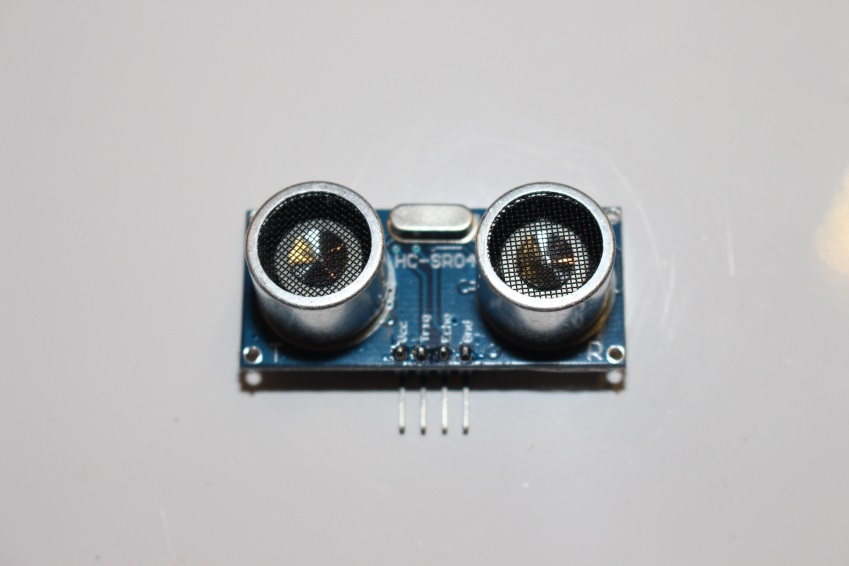 HC-SR04
Vcc
Trig
Echo
Gnd
T
R